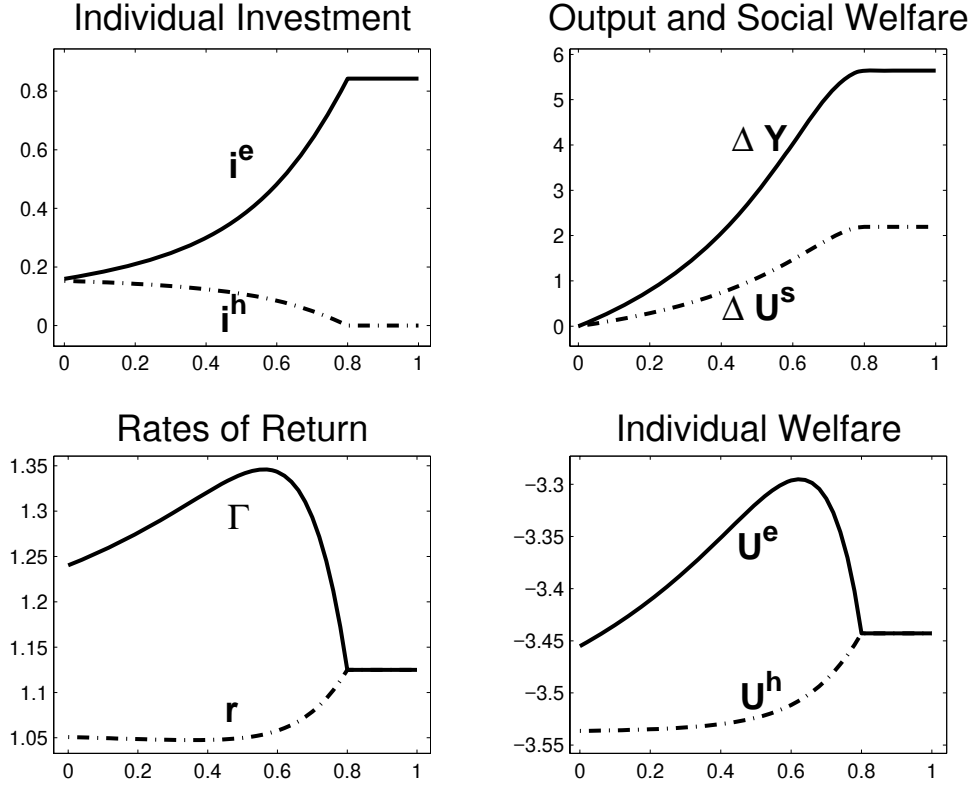 Individual Investment
0.8
0.6
0.4
0.2
0
i^e
i^h
0 0.2 0.4 0.6 0.8 1
Output and Social Welfare
6
5
4
3
2
1
0
Δ Y
Δ U^s
0 0.2 0.4 0.6 0.8 1
Rates of Return
1.35
1.3
1.25
1.2
1.15
1.1
1.05
Γ
r
0 0.2 0.4 0.6 0.8 1
Individual Welfare
−3.3
−3.35
−3.4
−3.45
−3.5
−3.55
U^e
U^h
0 0.2 0.4 0.6 0.8 1